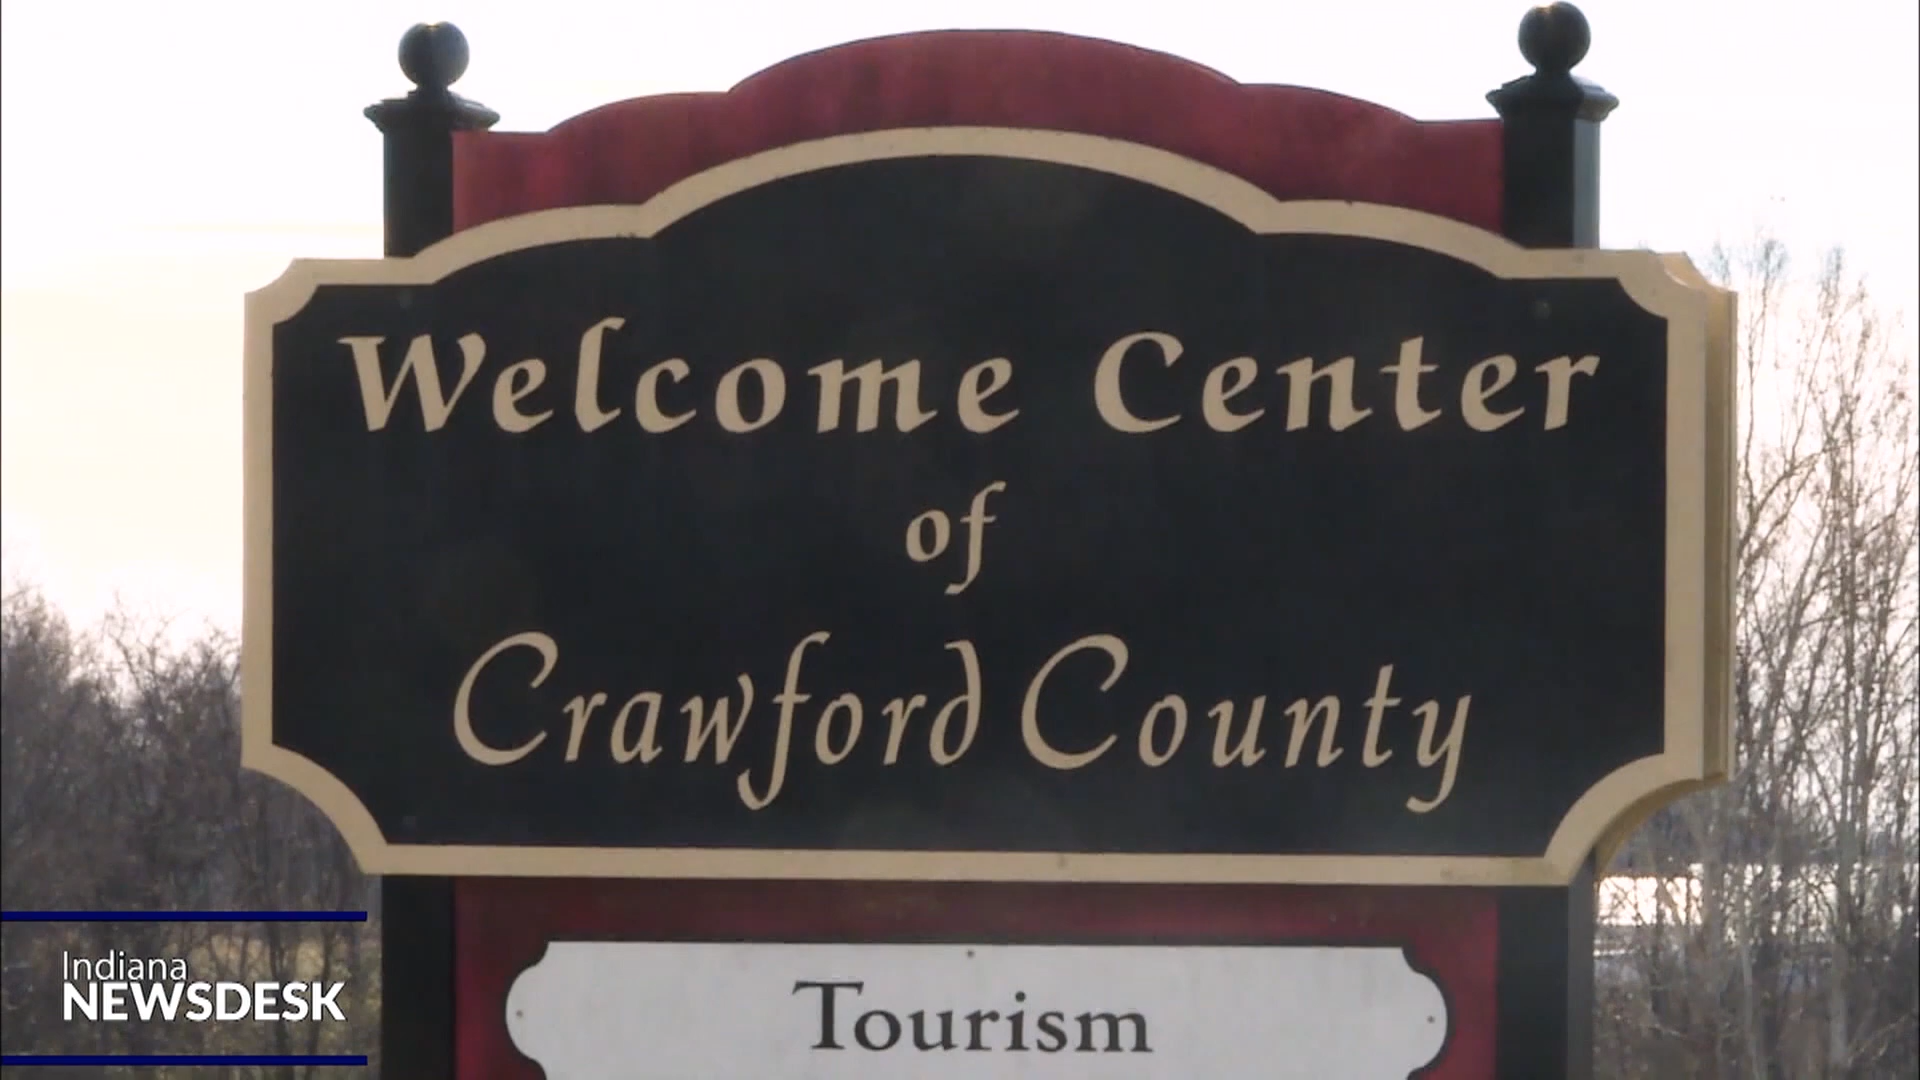 Welcome Center
of
Crawford County
Tourism
Indiana
NEWSDESK